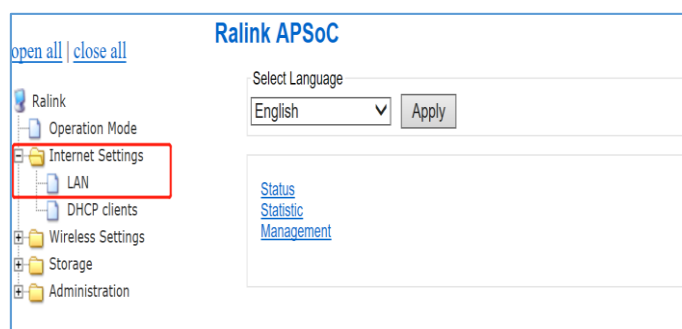 open all | close all
Ralink
Operation Mode
Internet Settings
LAN
DHCP clients
Wireless Settings
Storage
Administration
Ralink APSoC
Select Language
English Apply
Status
Statistic
Management